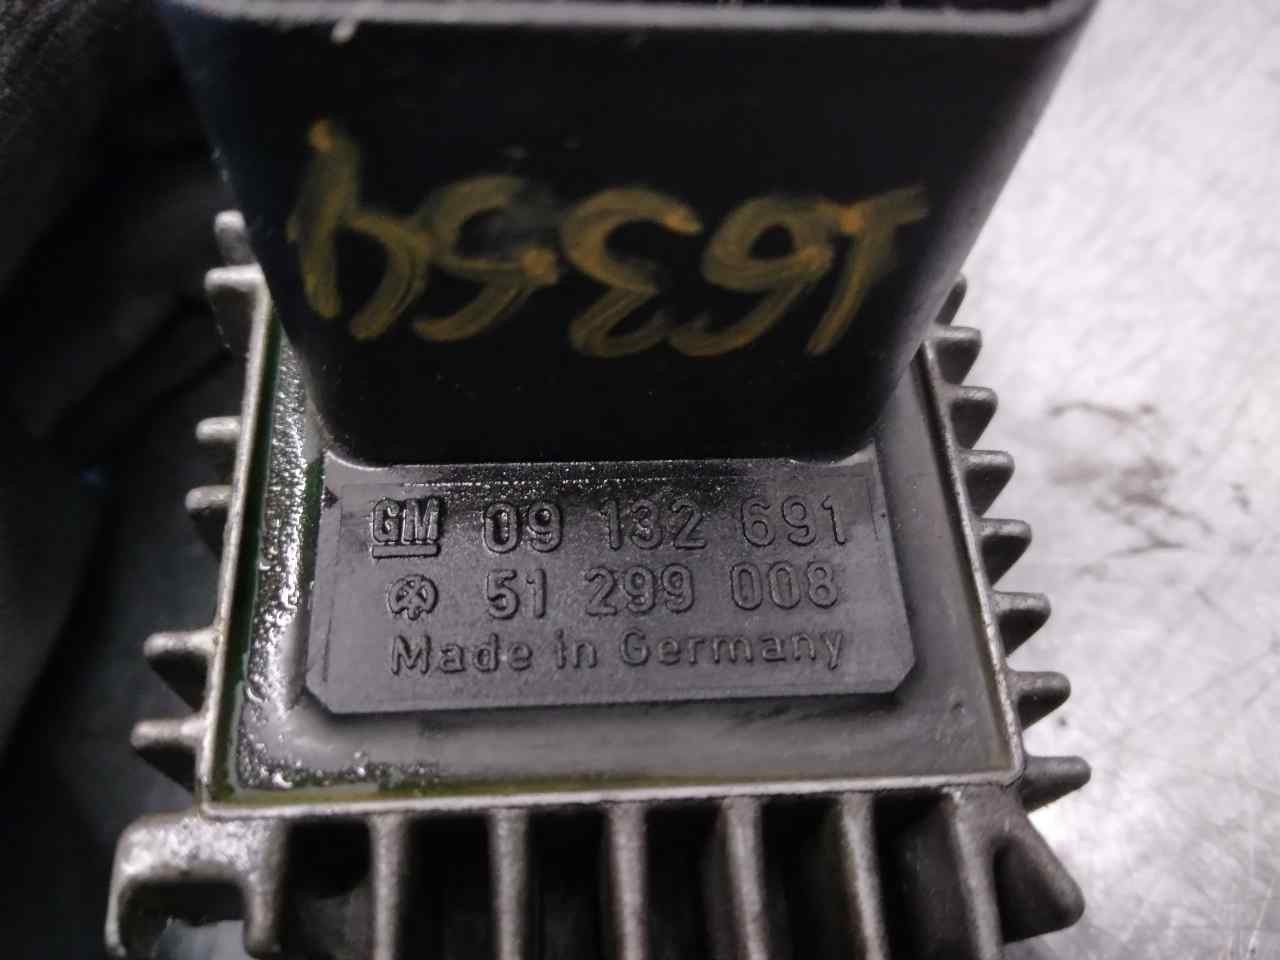 16354
GM 09 132 691
51 299 008
Made in Germany